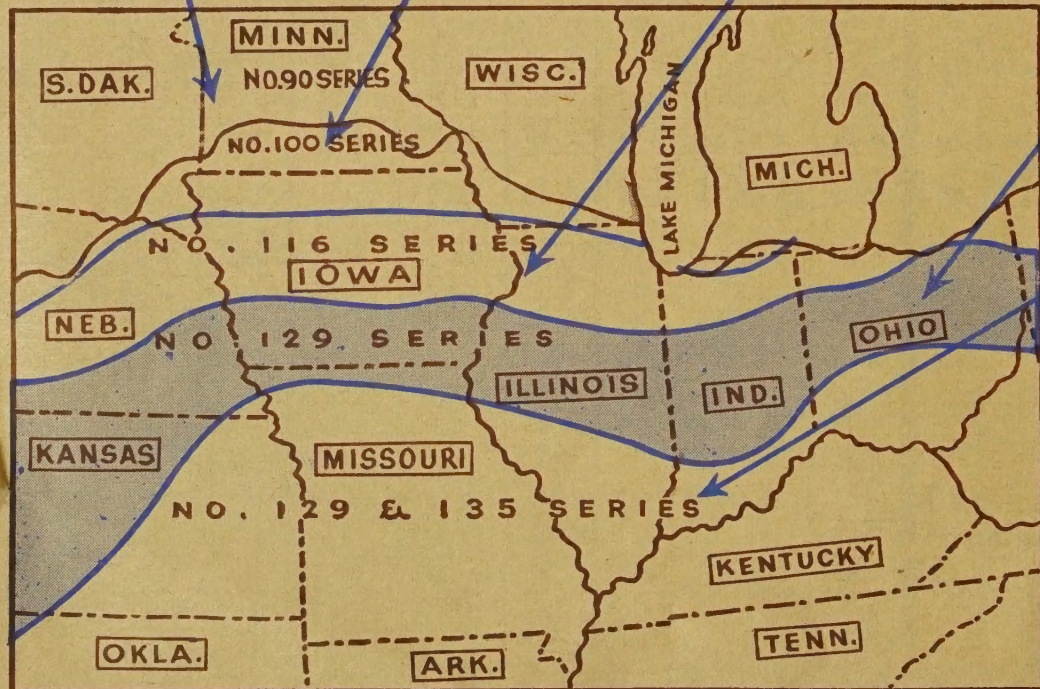 MINN.
S.DAK.
NO.90 SERIES
WISC.
NO.100 SERIES
LAKE MICHIGAN
MICH.
NO. 116 SERIES
IOWA
NEB.
NO 129 SERIES
OHIO
ILLINOIS
IND.
KANSAS
MISSOURI
NO. 129 & 135 SERIES
KENTUCKY
OKLA.
ARK.
TENN.